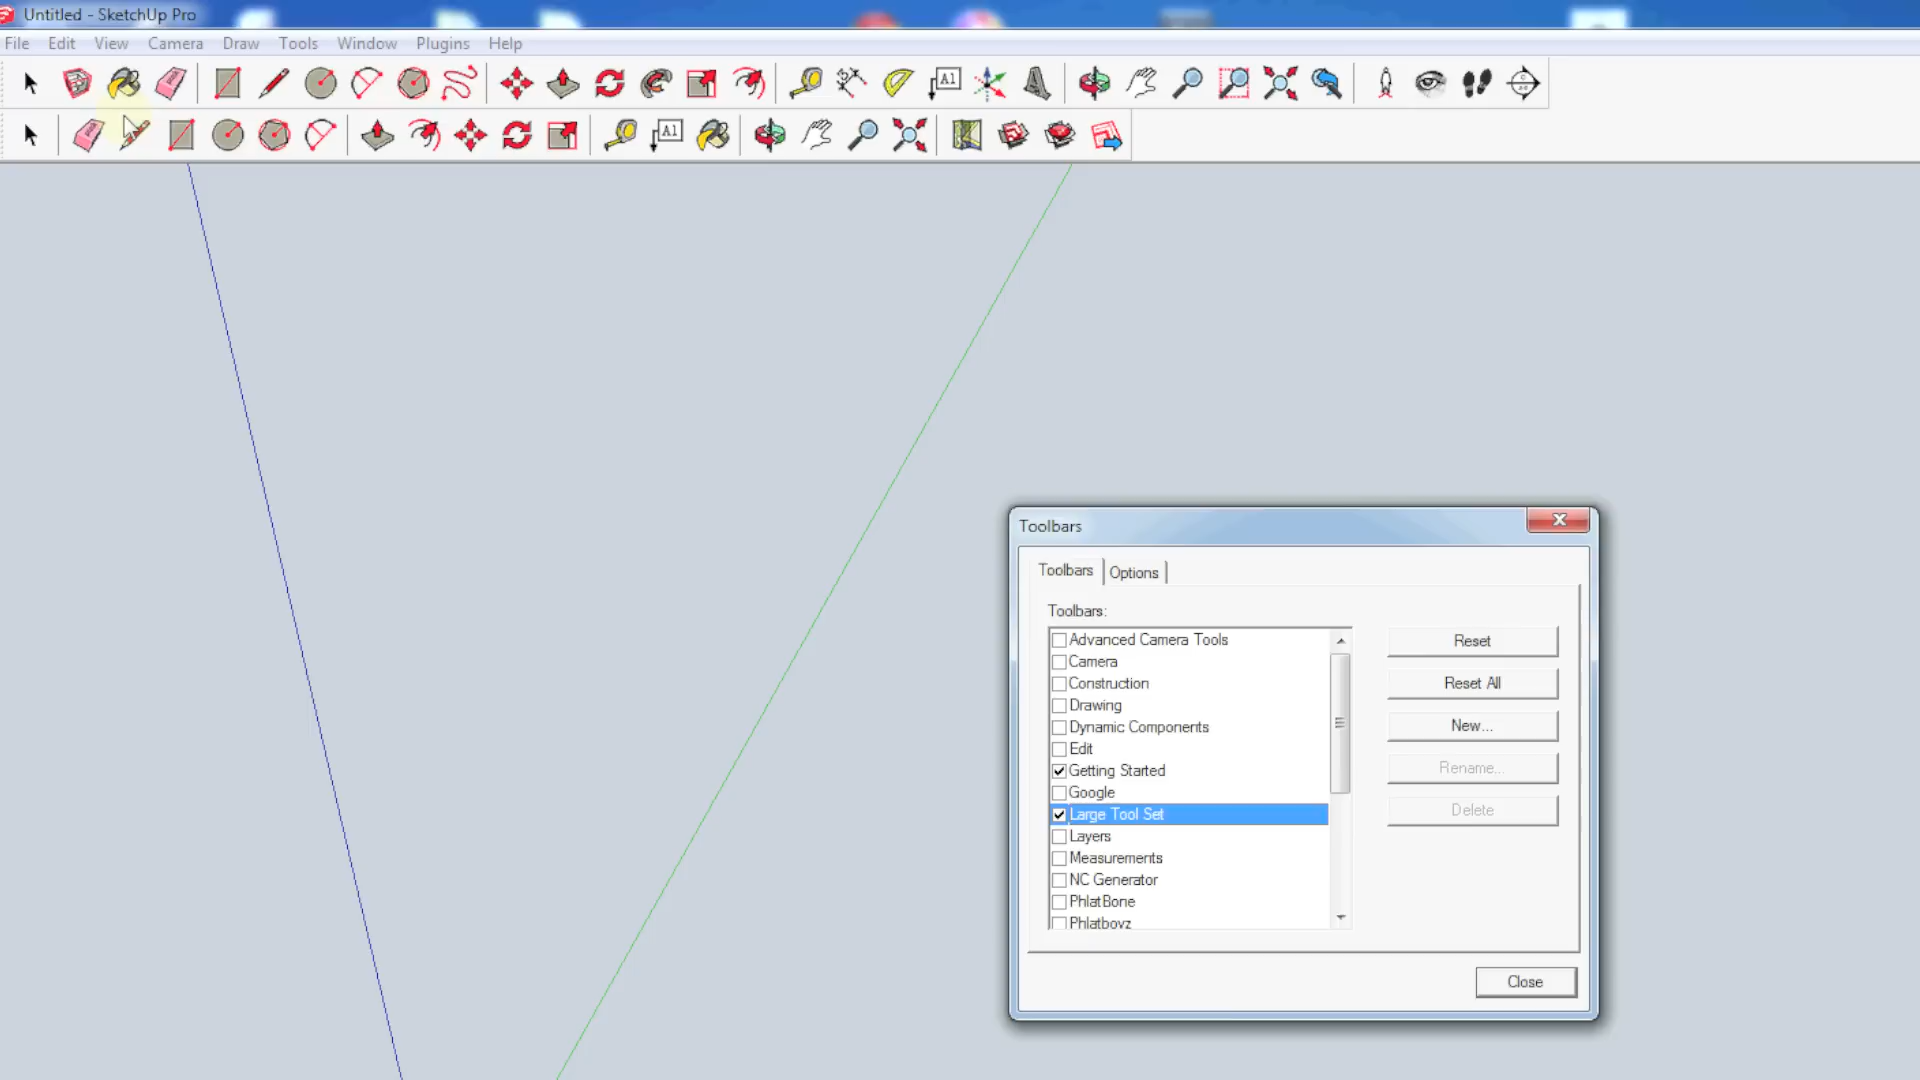 Untitled - SketchUp Pro
File Edit View Camera Draw Tools Window Plugins Help
A1
A1
Toolbars
Toolbars Options
Toolbars:
Advanced Camera Tools
Camera
Construction
Drawing
Dynamic Components
Edit
Getting Started
Google
Large Tool Set
Layers
Measurements
NC Generator
PhlatBone
Phlatboyz
Reset
Reset All
New...
Rename...
Delete
Close